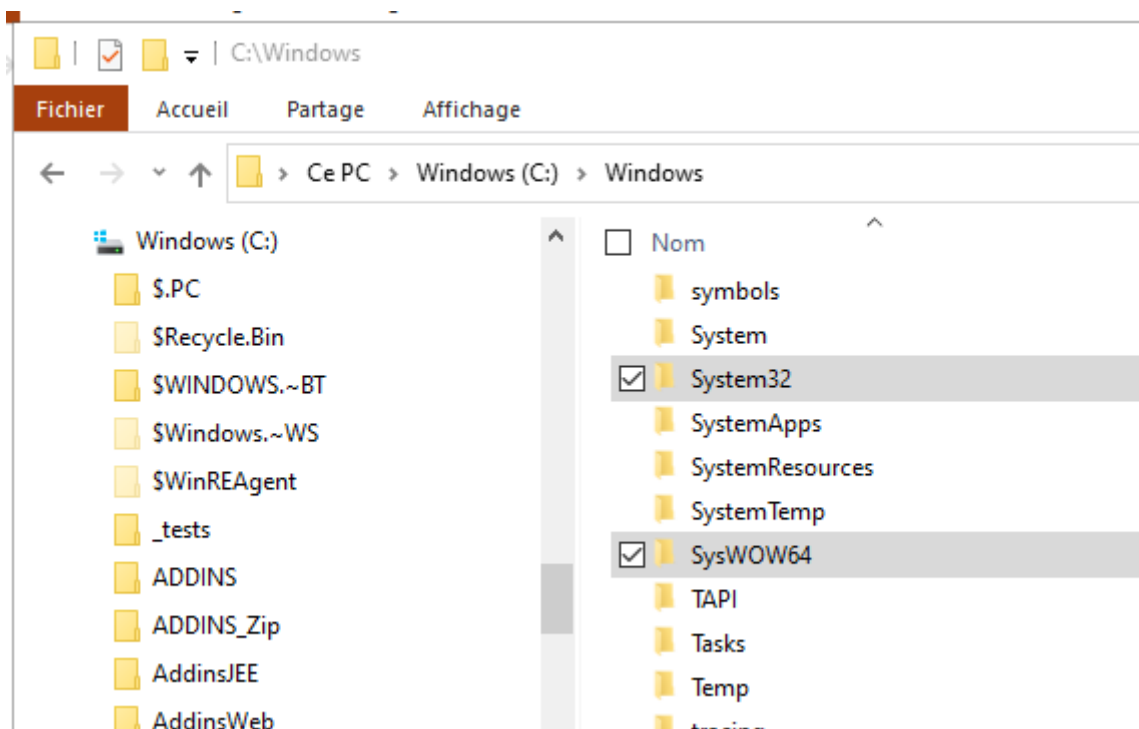 C:\Windows
Fichier Accueil Partage Affichage
Ce PC > Windows (C:) > Windows
Windows (C:)
$.PC
$Recycle.Bin
$WINDOWS.~BT
$Windows.~WS
$WinREAgent
_tests
ADDINS
ADDINS_Zip
AddinsJEE
AddinsWeb
Nom
symbols
System
System32
SystemApps
SystemResources
SystemTemp
SysWOW64
TAPI
Tasks
Temp
tracing